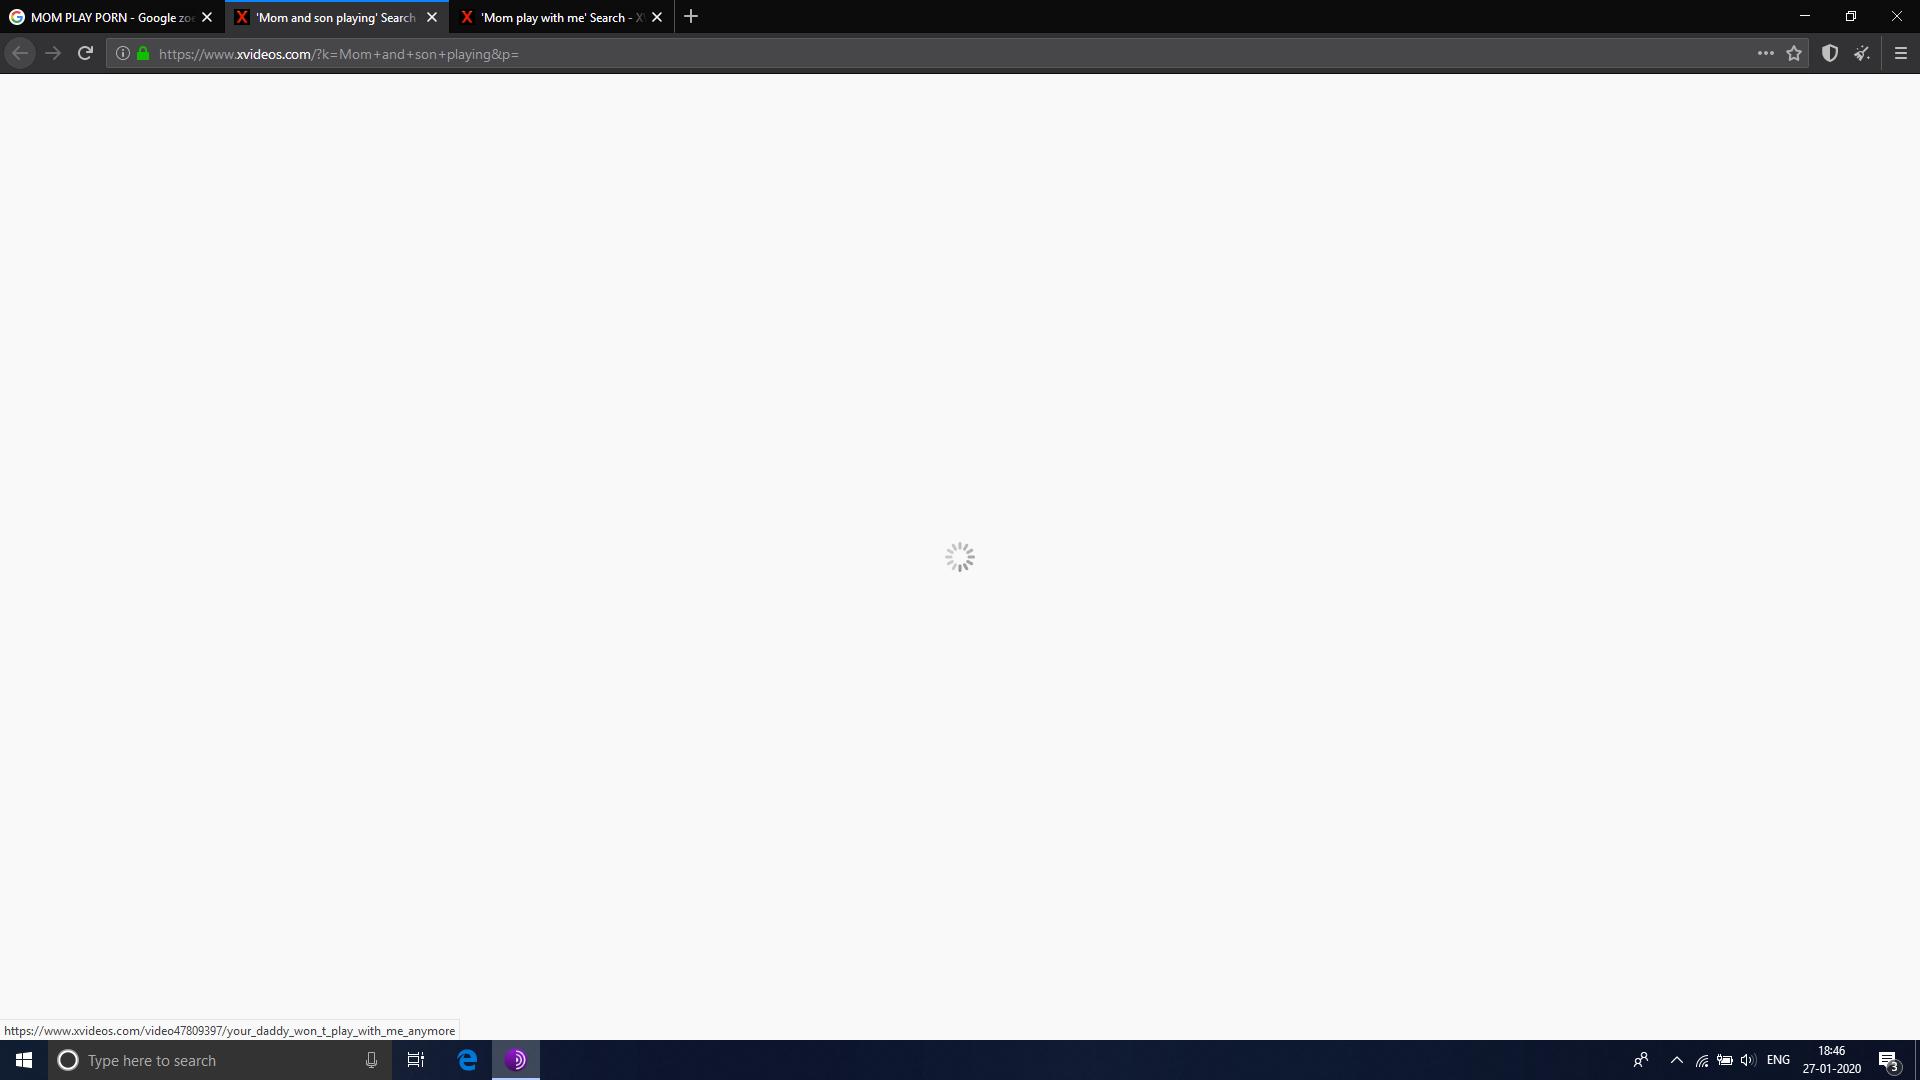 MOM PLAY PORN - Google zoe
'Mom and son playing' Search
'Mom play with me' Search - XV
https://www.xvideos.com/?k=Mom+and+son+playing&p=
https://www.xvideos.com/video47809397/your_daddy_won_t_play_with_me_anymore
Type here to search
ENG
18:46
27-01-2020
3